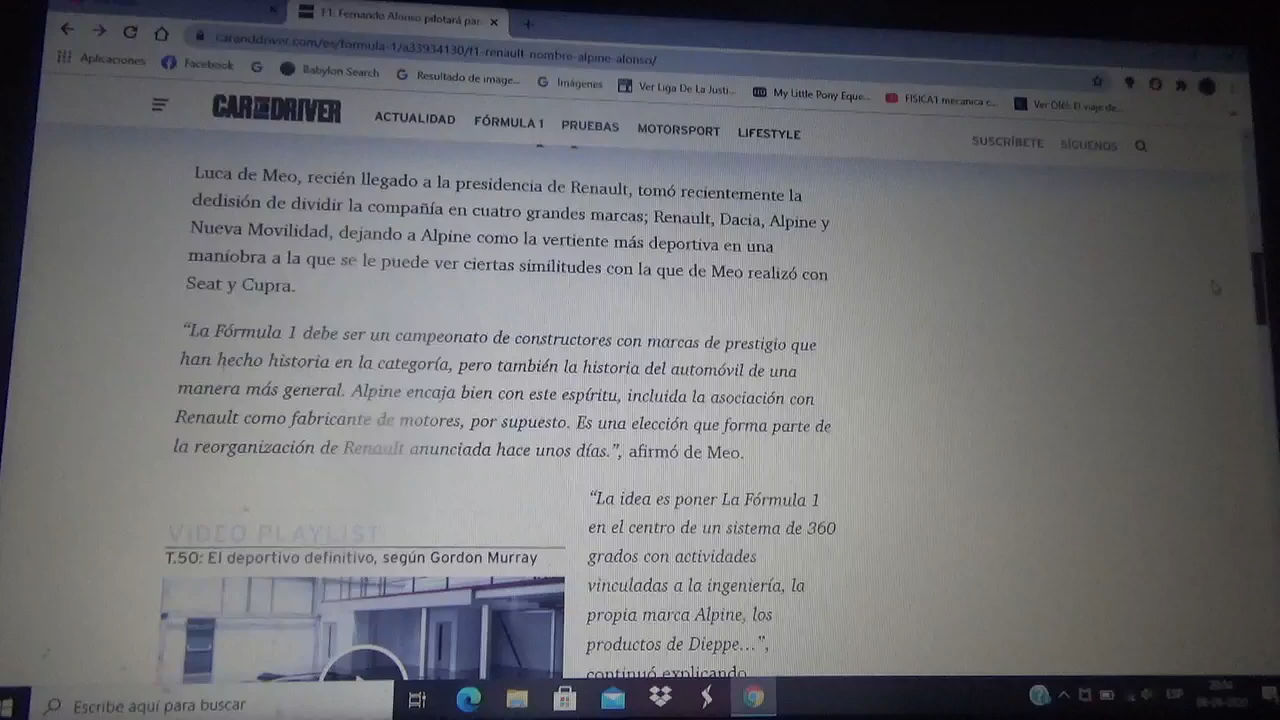 F1: Fernando Alonso pilotará par
caranddriver.com/es/formula-1/a33934130/f1-renault-nombre-alpine-alonso/
Aplicaciones Facebook Babylon Search Resultado de image... Imágenes Ver Liga De La Justi... My Little Pony Eque... FISICA1 mecanica c... Ver Olé!: El viaje de...
CAR AND DRIVER ACTUALIDAD FÓRMULA 1 PRUEBAS MOTORSPORT LIFESTYLE SUSCRÍBETE SÍGUENOS
Luca de Meo, recién llegado a la presidencia de Renault, tomó recientemente la
dedisión de dividir la compañía en cuatro grandes marcas; Renault, Dacia, Alpine y
Nueva Movilidad, dejando a Alpine como la vertiente más deportiva en una
maniobra a la que se le puede ver ciertas similitudes con la que de Meo realizó con
Seat y Cupra.
“La Fórmula 1 debe ser un campeonato de constructores con marcas de prestigio que
han hecho historia en la categoría, pero también la historia del automóvil de una
manera más general. Alpine encaja bien con este espíritu, incluida la asociación con
Renault como fabricante de motores, por supuesto. Es una elección que forma parte de
la reorganización de Renault anunciada hace unos días.”, afirmó de Meo.
“La idea es poner La Fórmula 1
en el centro de un sistema de 360
grados con actividades
vinculadas a la ingeniería, la
propia marca Alpine, los
productos de Dieppe...”,
continuó explicando
VIDEO PLAYLIST
T.50: El deportivo definitivo, según Gordon Murray
Escribe aquí para buscar
ESP